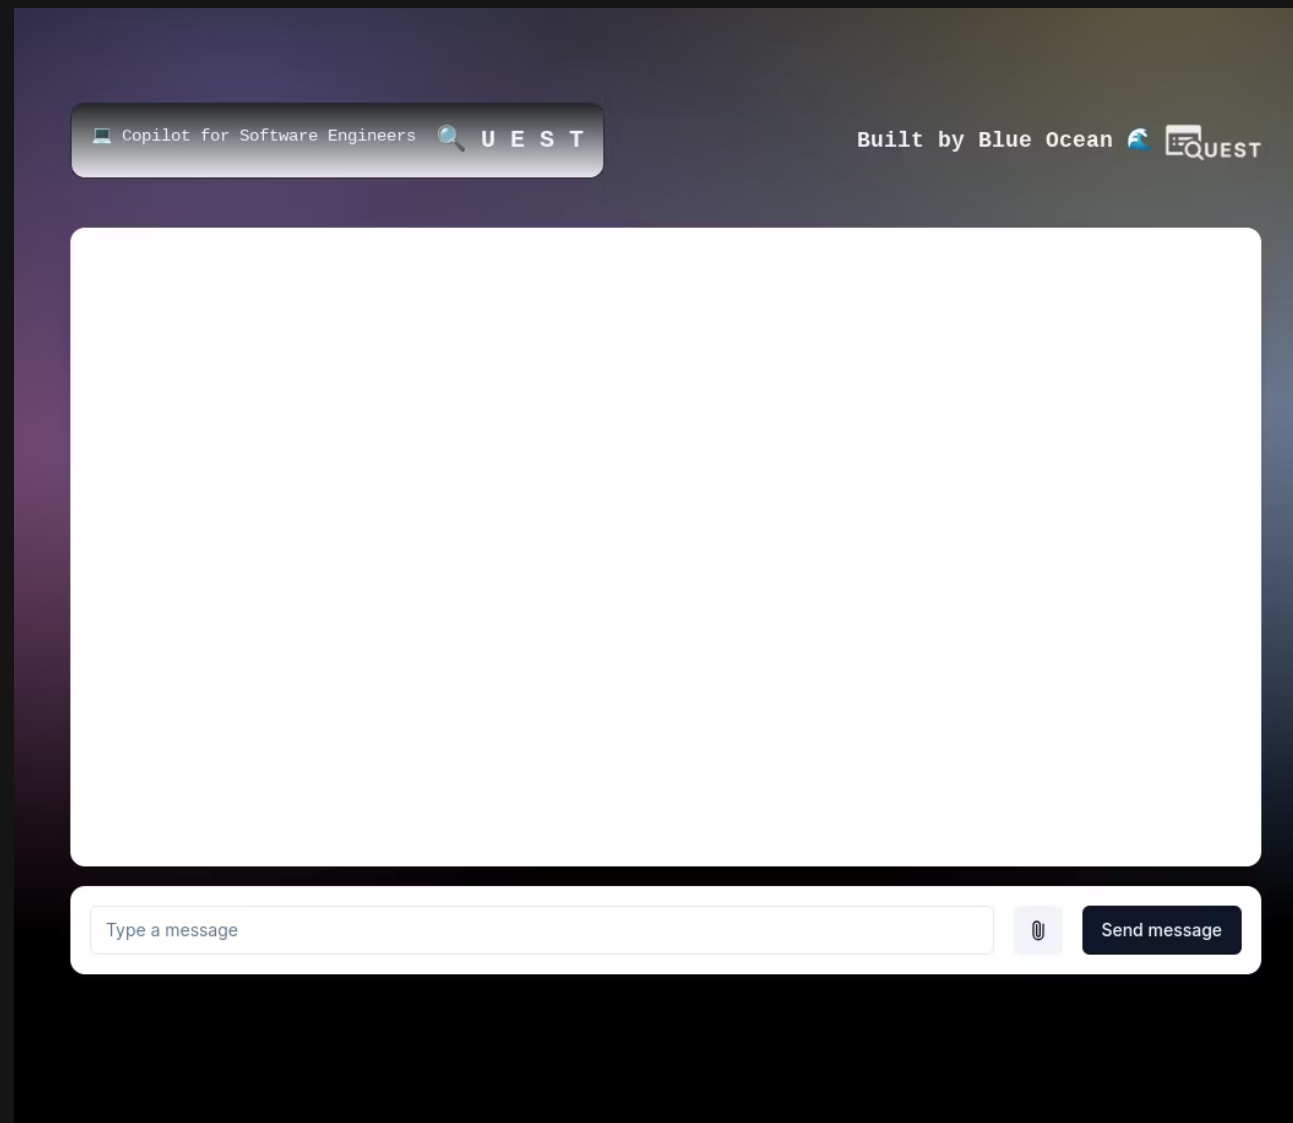 💻 Copilot for Software Engineers 🔍 U E S T
Built by Blue Ocean 🌊 QUEST
Type a message
Send message